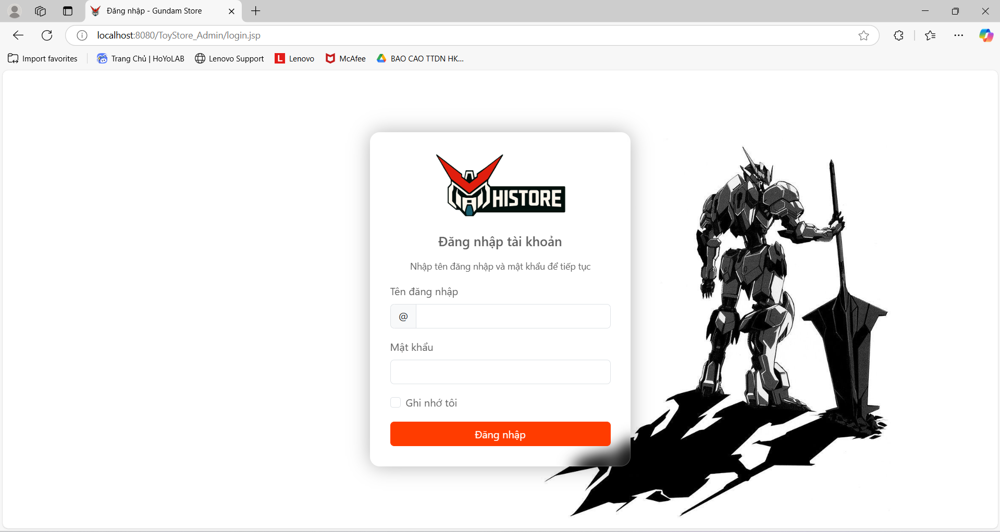 Đăng nhập - Gundam Store
localhost:8080/ToyStore_Admin/login.jsp
Import favorites
Trang Chủ | HoYoLAB
Lenovo Support
L Lenovo
McAfee
BAO CAO TTDN HK...
HISTORE
Đăng nhập tài khoản
Nhập tên đăng nhập và mật khẩu để tiếp tục
Tên đăng nhập
@
Mật khẩu
Ghi nhớ tôi
Đăng nhập